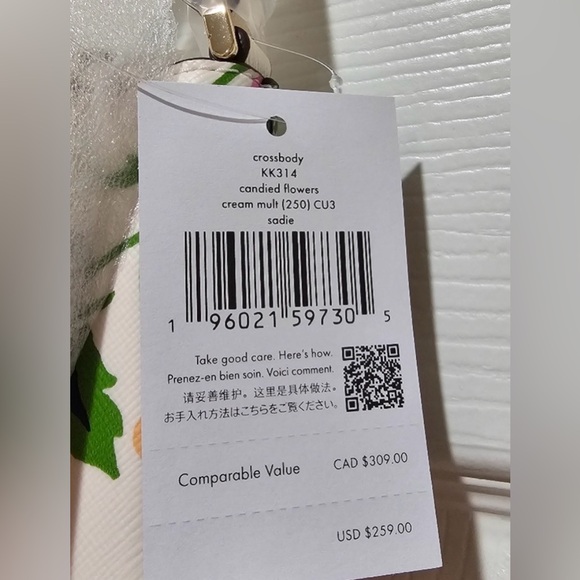 crossbody
KK314
candied flowers
cream mult (250) CU3
sadie
1 96021 59730 5
Take good care. Here's how.
Prenez-en bien soin. Voici comment.
请妥善维护。这里是具体做法。
お手入れ方法はこちらをご覧ください。
Comparable Value CAD $309.00
USD $259.00